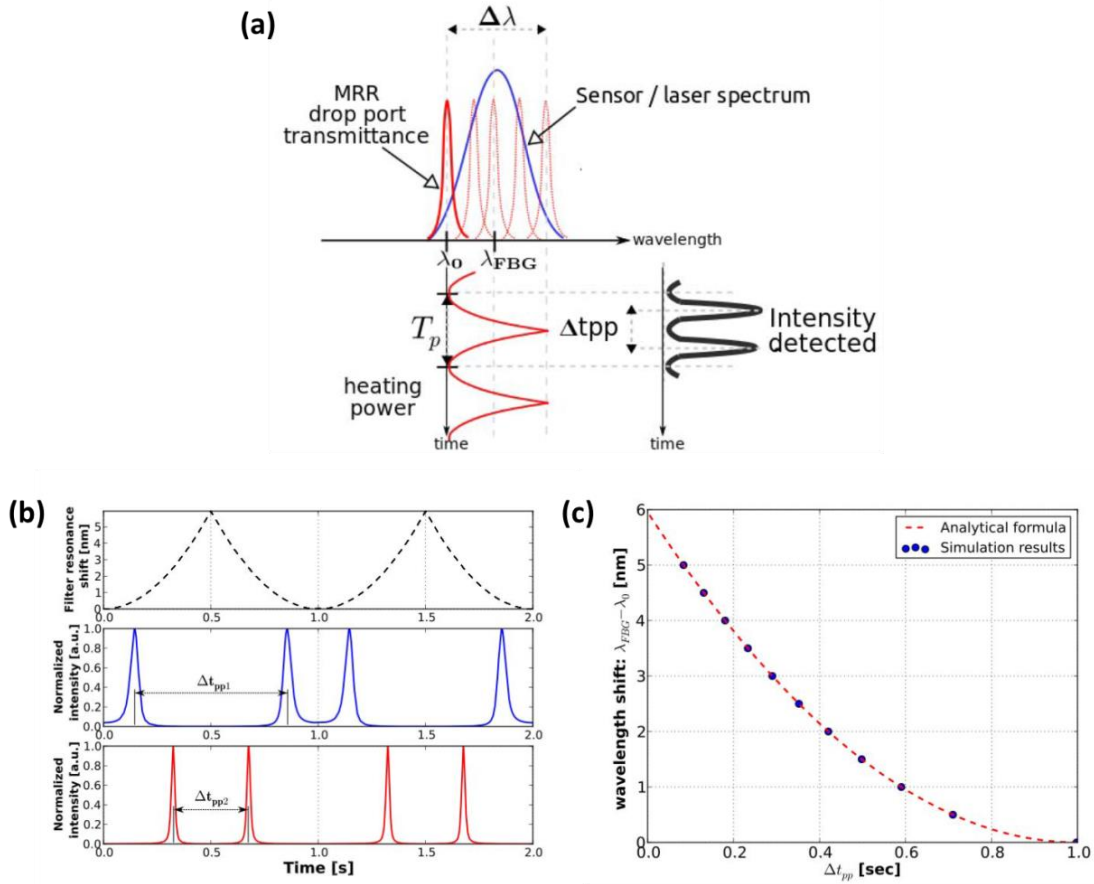 (a)
Δλ
MRR
drop port
transmittance
Sensor / laser spectrum
wavelength
λ0
λFBG
Tp
Δtpp
Intensity
detected
heating
power
time
time
(b)
Filter resonance
shift [nm]
5
4
3
2
1
0
0.0 0.5 1.0 1.5 2.0
Normalized
intensity [a.u.]
1.0
0.8
0.6
0.4
0.2
0.0
Δtpp1
0.0 0.5 1.0 1.5 2.0
Normalized
intensity [a.u.]
1.0
0.8
0.6
0.4
0.2
0.0
Δtpp2
0.0 0.5 1.0 1.5 2.0
Time [s]
(c)
wavelength shift: λFBG−λ0 [nm]
6
5
4
3
2
1
0
Analytical formula
Simulation results
0.0 0.2 0.4 0.6 0.8 1.0
Δtpp [sec]